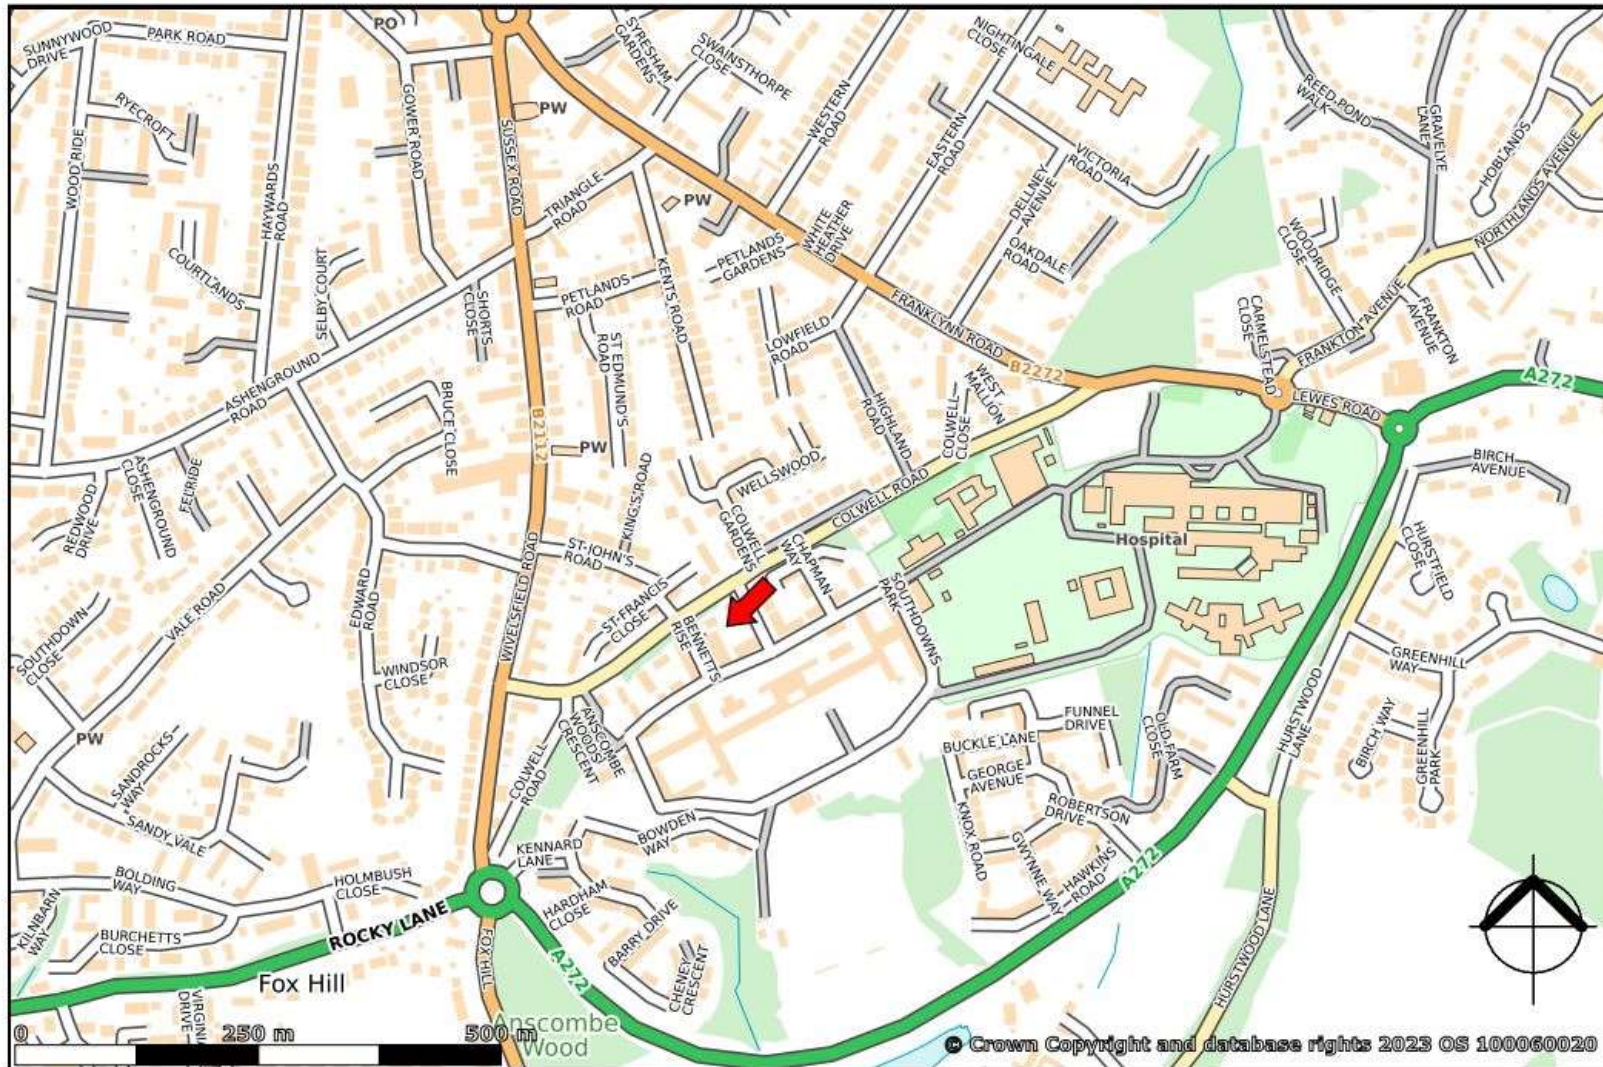 PO
SUNNYWOOD
DRIVE
PARK ROAD
SYRESHAM
GARDENS
SWAINSTHORPE
CLOSE
NIGHTINGALE
CLOSE
RYECROFT
GOWER ROAD
PW
WESTERN
ROAD
EASTERN
ROAD
REED POND
WALK
GRAVELYE
LANE
HOBLANDS
WOOD RIDE
HAYWARDS
ROAD
SUSSEX ROAD
VICTORIA
ROAD
NORTHLANDS AVENUE
TRIANGLE
ROAD
PW
DELLNEY
AVENUE
WHITE
HEATHER
DRIVE
OAKDALE
ROAD
WOODRIDGE
CLOSE
COURTLANDS
SELBY COURT
SHORTS
CLOSE
PETLANDS
ROAD
PETLANDS
GARDENS
KENTS ROAD
FRANKLYNN ROAD
CARMELSTEAD
CLOSE
FRANKTON AVENUE
FRANKTON
AVENUE
LOWFIELD
ROAD
ST EDMUND'S
ROAD
ASHENGROUND
ROAD
BRUCE CLOSE
B2112
B2272
WEST
MALLION
HIGHLAND
ROAD
COLWELL
CLOSE
LEWES ROAD
A272
PW
KING'S ROAD
WELLSWOOD
COLWELL ROAD
BIRCH
AVENUE
ASHENGROUND
CLOSE
FELRIDE
REDWOOD
DRIVE
COLWELL
GARDENS
CHAPMAN
WAY
Hospital
HURSTFIELD
CLOSE
ST-JOHN'S
ROAD
WIVELSFIELD ROAD
EDWARD
ROAD
VALE ROAD
ST-FRANCIS
CLOSE
BENNETTS
RISE
SOUTHDOWNS
PARK
SOUTHDOWN
CLOSE
WINDSOR
CLOSE
GREENHILL
WAY
HURSTWOOD
LANE
BIRCH WAY
GREENHILL
PARK
PW
ANSCOMBE
WOODS
CRESCENT
FUNNEL
DRIVE
OLD FARM
CLOSE
BUCKLE LANE
GEORGE
AVENUE
SANDROCKS
WAY
COLWELL
ROAD
KNOX ROAD
ROBERTSON
DRIVE
SANDY VALE
BOWDEN
WAY
KENNARD
LANE
GWYNNE WAY
HAWKINS
ROAD
A272
BOLDING
WAY
HOLMBUSH
CLOSE
HARDHAM
CLOSE
BARRY DRIVE
KILNBARN
WAY
BURCHETTS
CLOSE
ROCKY LANE
FOX HILL
A272
CHENEY
CRESCENT
HURSTWOOD LANE
Fox Hill
VIRGINIA
DRIVE
Anscombe
Wood
0 250 m 500 m
© Crown Copyright and database rights 2023 OS 100060020